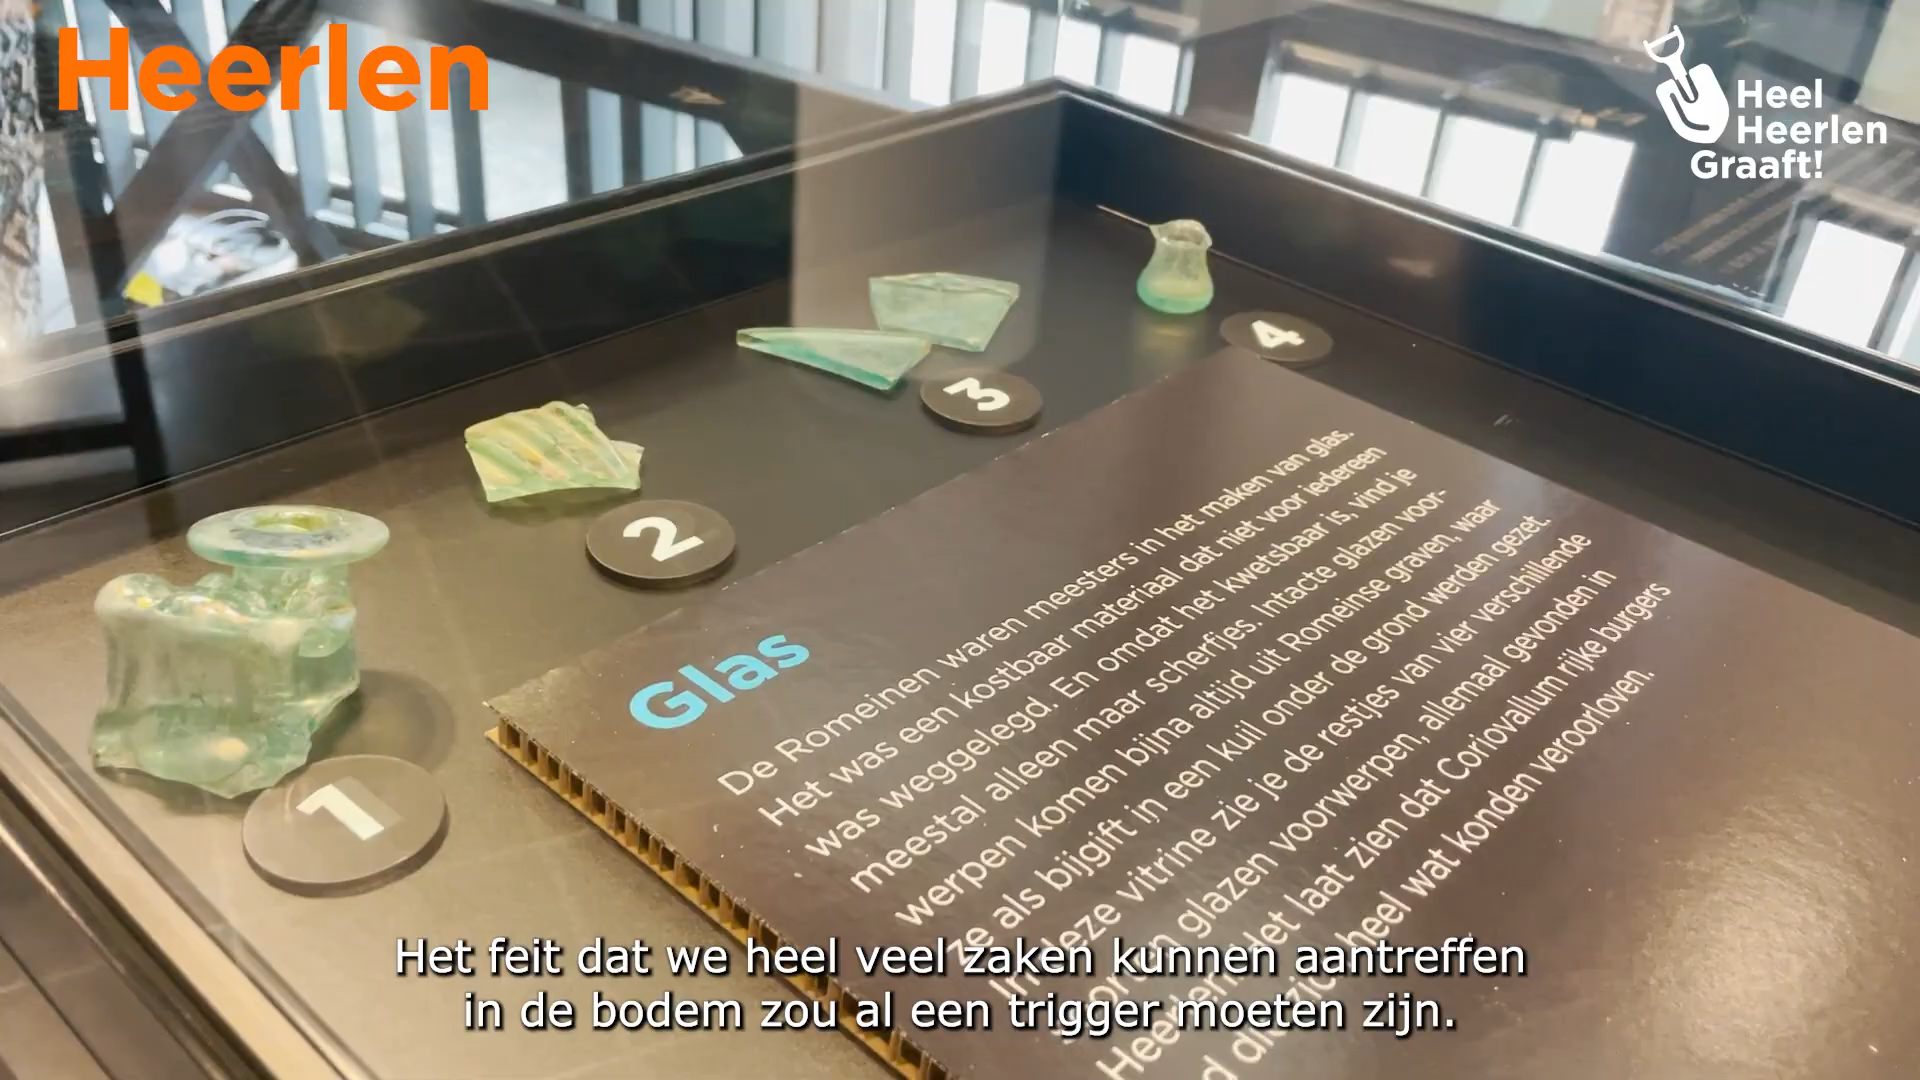 Heerlen
Heel
Heerlen
Graaft!
4
3
2
1
Glas
De Romeinen waren meesters in het maken van glas.
Het was een kostbaar materiaal dat niet voor iedereen
was weggelegd. En omdat het kwetsbaar is, vind je
meestal alleen maar scherfjes. Intacte glazen voor-
werpen komen bijna altijd uit Romeinse graven, waar
ze als bijgift in een kuil onder de grond werden gezet.
In deze vitrine zie je de restjes van vier verschillende
soorten glazen voorwerpen, allemaal gevonden in
Heerlen. Het laat zien dat Coriovallum rijke burgers
die zich heel wat konden veroorloven.
Het feit dat we heel veel zaken kunnen aantreffen
in de bodem zou al een trigger moeten zijn.